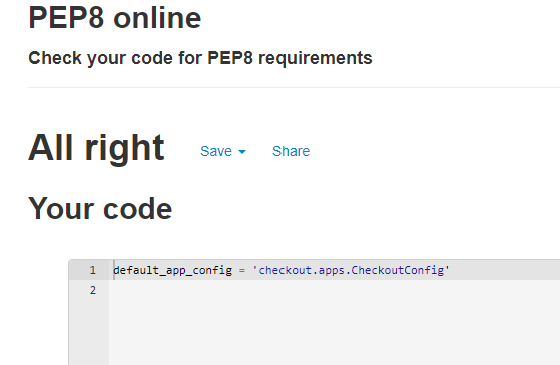 PEP8 online
Check your code for PEP8 requirements
All right Save Share
Your code
1 default_app_config = 'checkout.apps.CheckoutConfig'
2